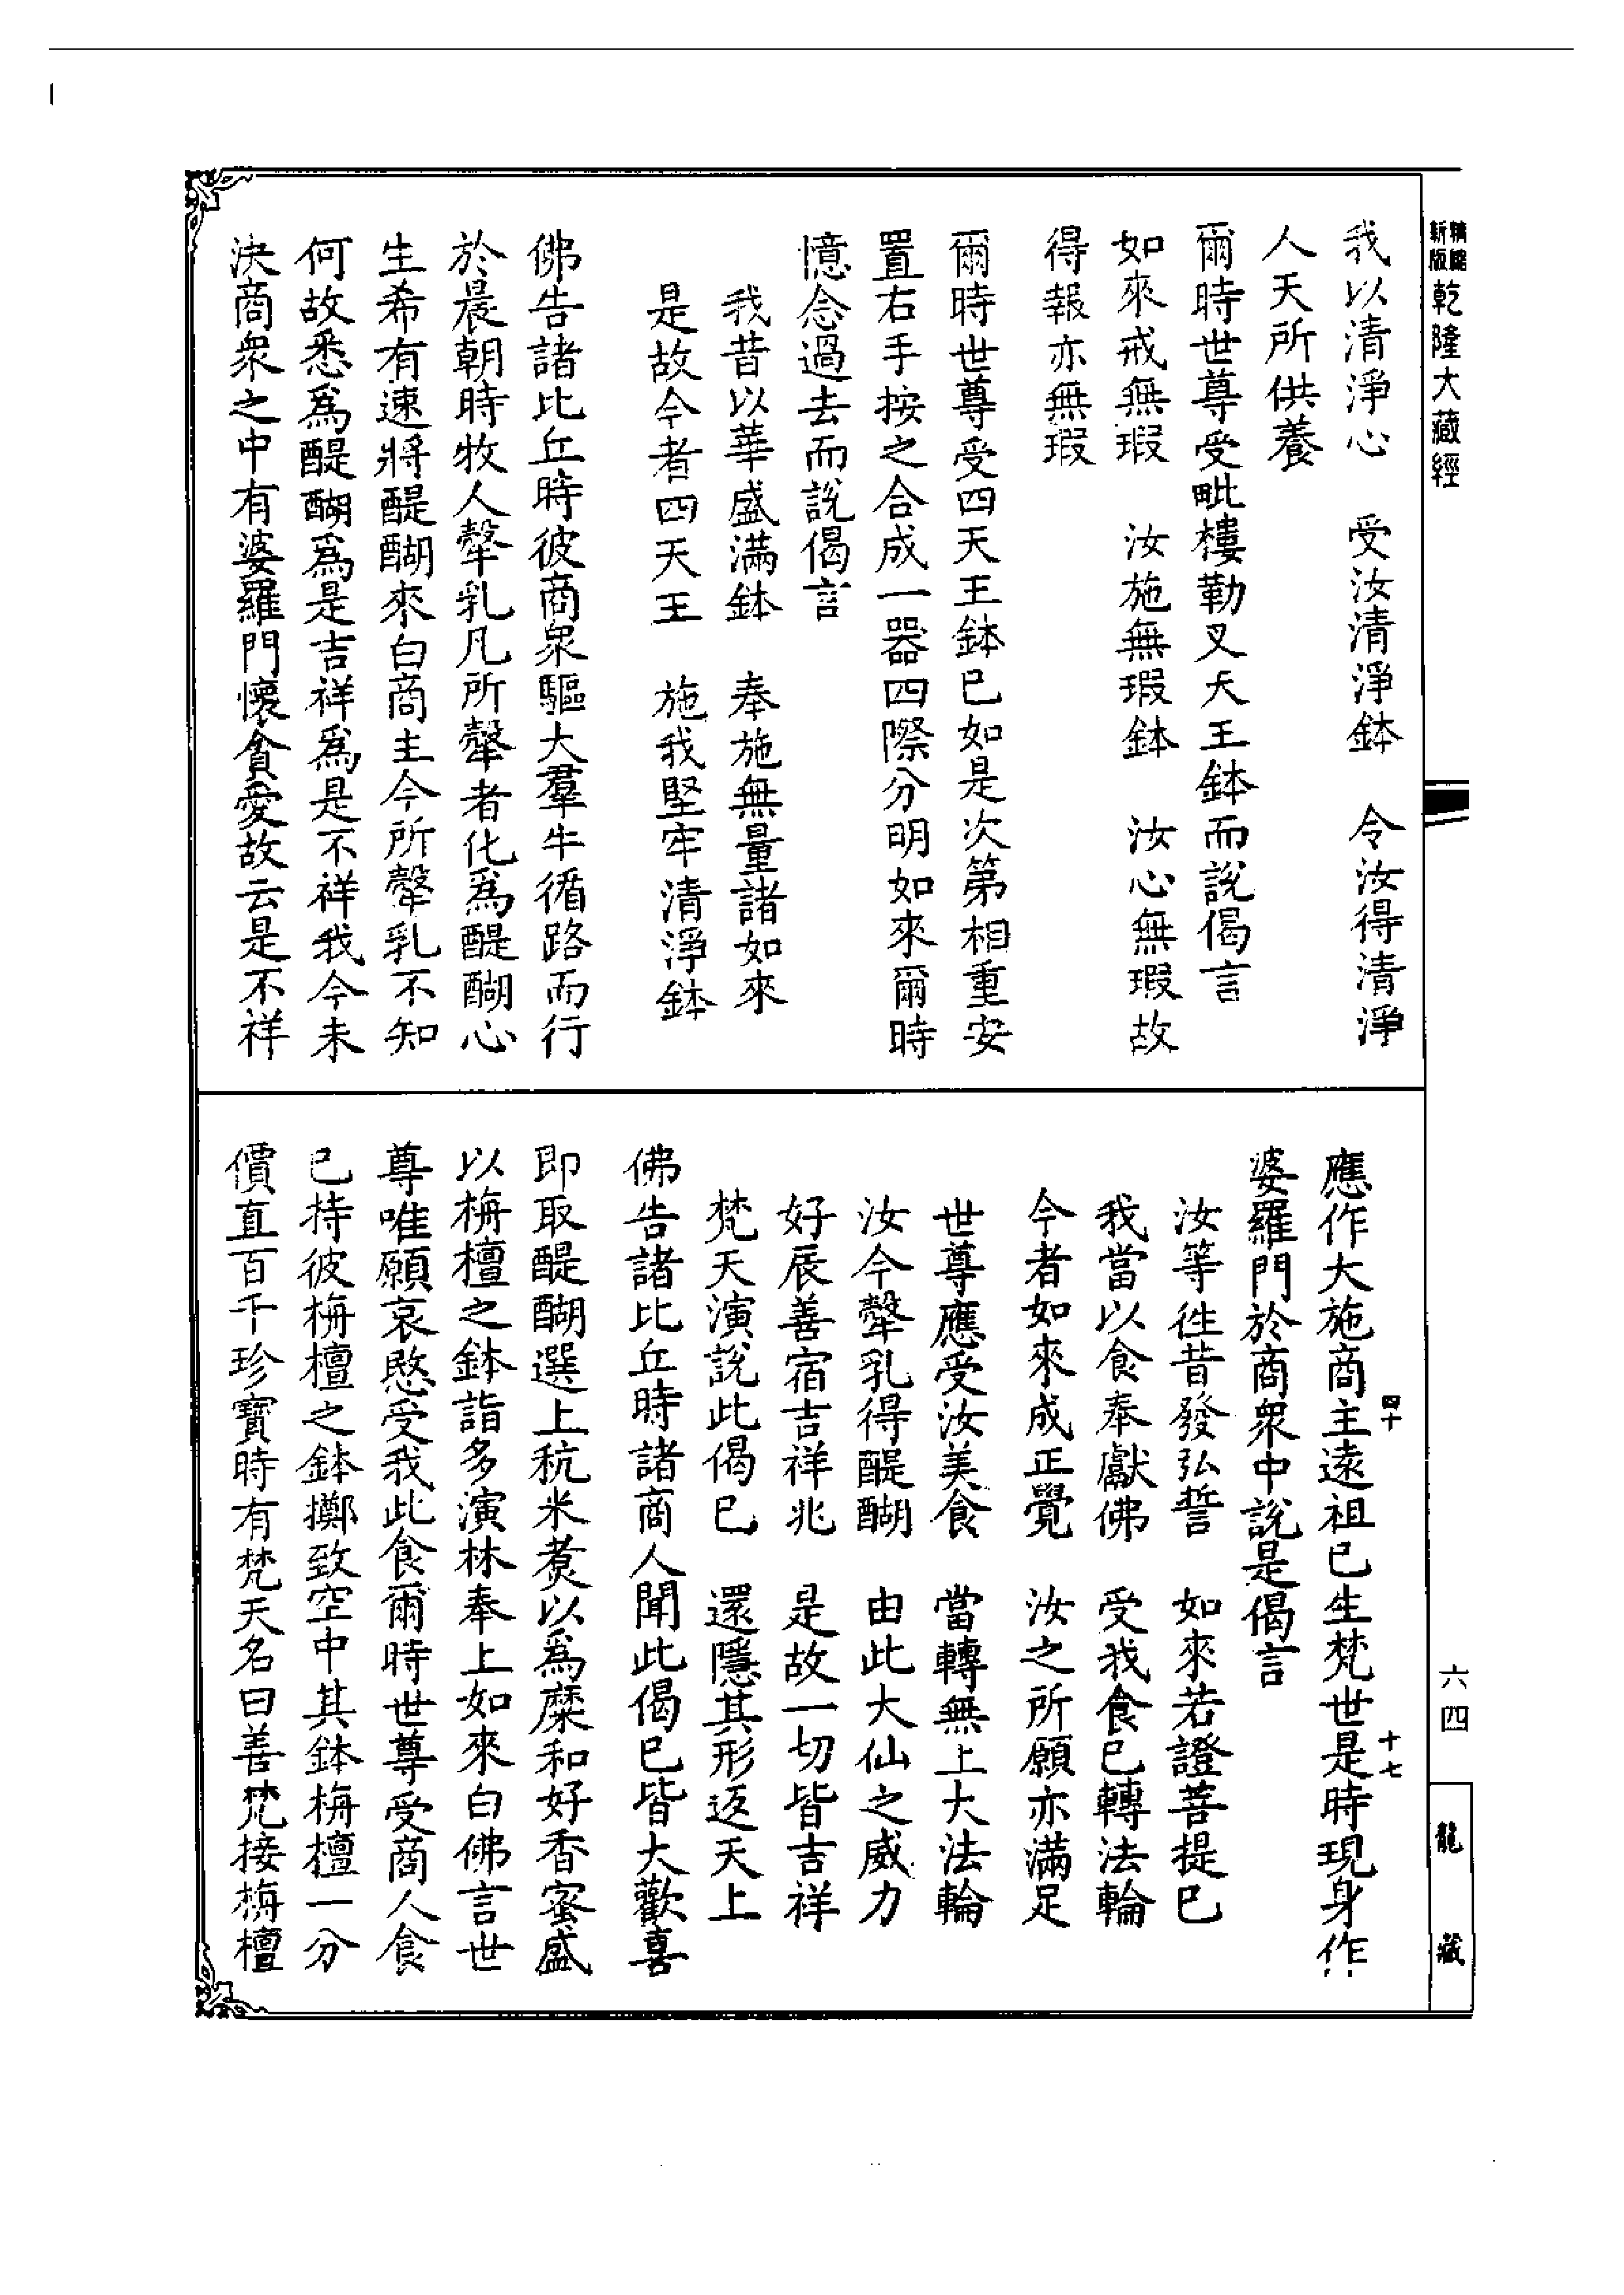 新版
精縮
乾隆大藏經
我以清淨心　受汝清淨鉢　令汝得清淨
人天所供養
爾時世尊受毗樓勒叉天王鉢而說偈言
如來戒無瑕　汝施無瑕鉢　汝心無瑕故
得報亦無瑕
爾時世尊受四天王鉢已如是次第相重安
置右手按之合成一器四際分明如來爾時
憶念過去而說偈言
我昔以華盛滿鉢　奉施無量諸如來
是故今者四天王　施我堅牢清淨鉢
佛告諸比丘時彼商衆驅大羣牛循路而行
於晨朝時牧人㲉乳凡所㲉者化爲醍醐心
生希有速將醍醐來白商主今所㲉乳不知
何故悉爲醍醐爲是吉祥爲是不祥我今未
決商衆之中有婆羅門懷貪愛故云是不祥
應作大施商主遠祖已生梵世是時現身作
婆羅門於商衆中說是偈言
汝等徃昔發弘誓　如來若證菩提已
我當以食奉獻佛　受我食已轉法輪
今者如來成正覺　汝之所願亦滿足
世尊應受汝美食　當轉無上大法輪
汝今㲉乳得醍醐　由此大仙之威力
好辰善宿吉祥兆　是故一切皆吉祥
梵天演說此偈已　還隱其形返天上
佛告諸比丘時諸商人聞此偈已皆大歡喜
即取醍醐選上秔米煑以爲糜和好香蜜盛
以栴檀之鉢詣多演林奉上如來白佛言世
尊唯願哀愍受我此食爾時世尊受商人食
已持彼栴檀之鉢擲致空中其鉢栴檀一分
價直百千珍寶時有梵天名曰善梵接栴檀
四十
十七
六四
龍藏